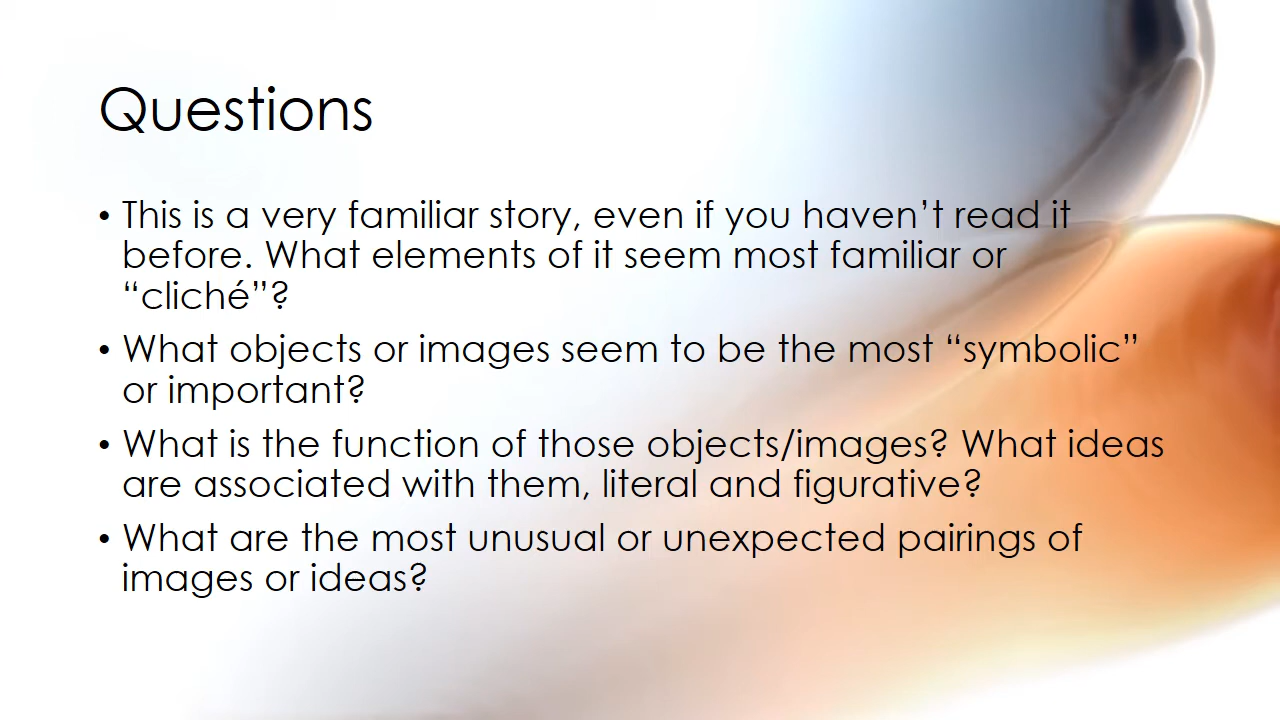 Questions
• This is a very familiar story, even if you haven’t read it
before. What elements of it seem most familiar or
“cliché”?
• What objects or images seem to be the most “symbolic”
or important?
• What is the function of those objects/images? What ideas
are associated with them, literal and figurative?
• What are the most unusual or unexpected pairings of
images or ideas?